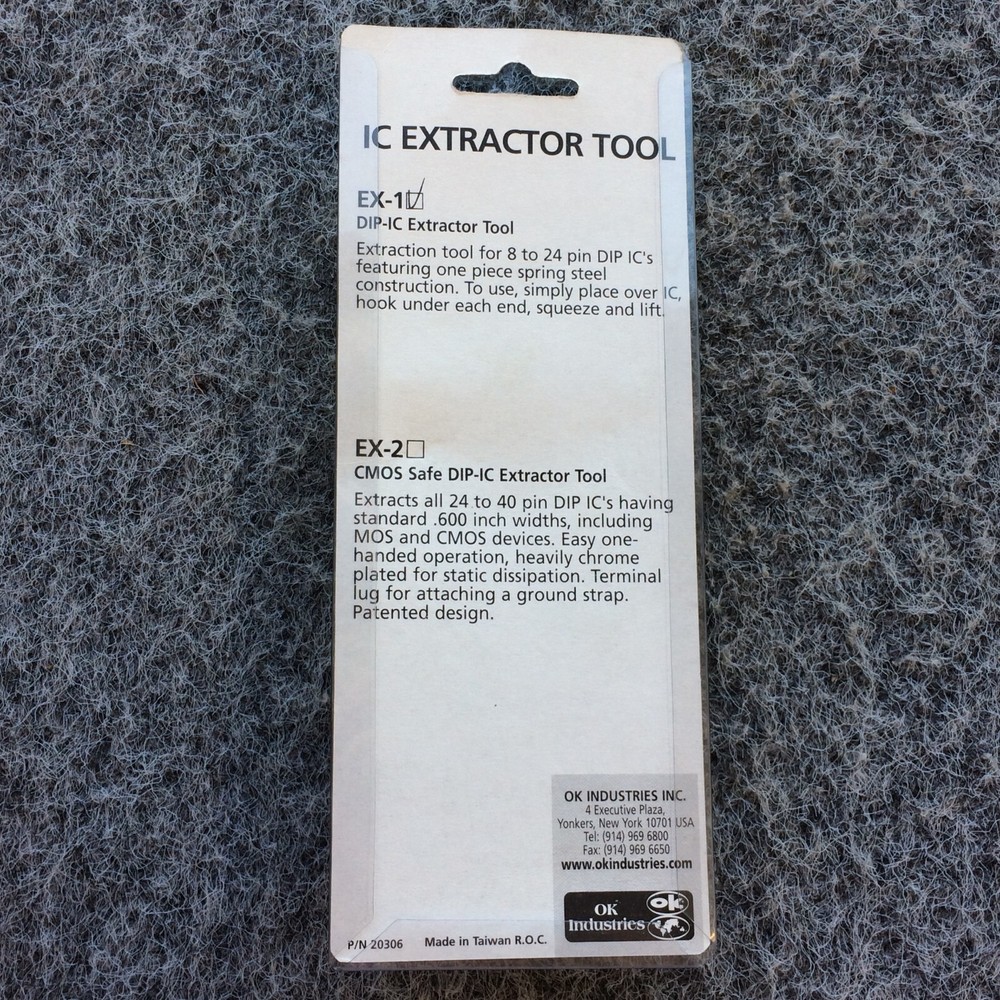 IC EXTRACTOR TOOL
EX-1☑
DIP-IC Extractor Tool
Extraction tool for 8 to 24 pin DIP IC's
featuring one piece spring steel
construction. To use, simply place over IC,
hook under each end, squeeze and lift.
EX-2☐
CMOS Safe DIP-IC Extractor Tool
Extracts all 24 to 40 pin DIP IC's having
standard .600 inch widths, including
MOS and CMOS devices. Easy one-
handed operation, heavily chrome
plated for static dissipation. Terminal
lug for attaching a ground strap.
Patented design.
OK INDUSTRIES INC.
4 Executive Plaza,
Yonkers, New York 10701 USA
Tel: (914) 969 6800
Fax: (914) 969 6650
www.okindustries.com
OK
Industries
ok
P/N 20306 Made in Taiwan R.O.C.